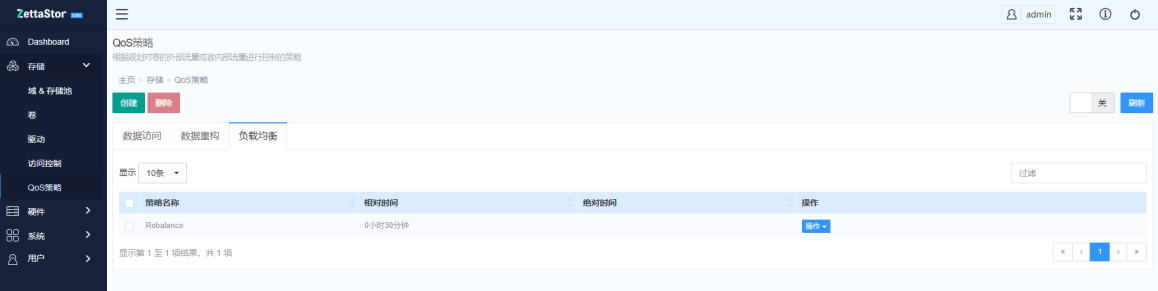 ZettaStor
admin
Dashboard
存储
域 & 存储池
卷
驱动
访问控制
QoS策略
硬件
系统
用户
QoS策略
根据规划对卷的外部流量或者内部流量进行控制的策略
主页 > 存储 > QoS策略
创建 删除 关 刷新
数据访问 数据重构 负载均衡
显示 10条 过滤
策略名称 相对时间 绝对时间 操作
Rebalance 0小时30分钟 操作
显示第 1 至 1 项结果，共 1 项 « ‹ 1 › »